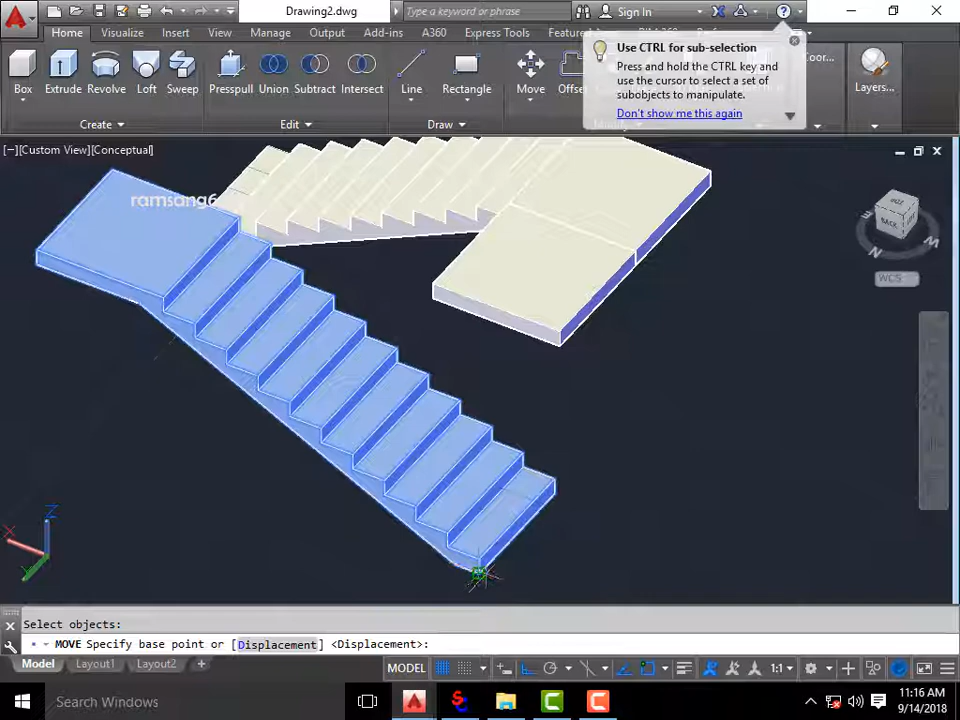 Drawing2.dwg
Type a keyword or phrase
Sign In
Home Visualize Insert View Manage Output Add-ins A360 Express Tools
Use CTRL for sub-selection
Press and hold the CTRL key and
use the cursor to select a set of
subobjects to manipulate.
Don't show me this again
Box Extrude Revolve Loft Sweep Presspull Union Subtract Intersect Line Rectangle Move Offset Coor... Layers...
Create Edit Draw
[−][Custom View][Conceptual]
ramsang6
TOP
BACK
E
W
N
WCS
Z
X
Y
Select objects:
MOVE Specify base point or [Displacement] <Displacement>:
Model Layout1 Layout2 +
MODEL 1:1
Search Windows
11:16 AM
9/14/2018